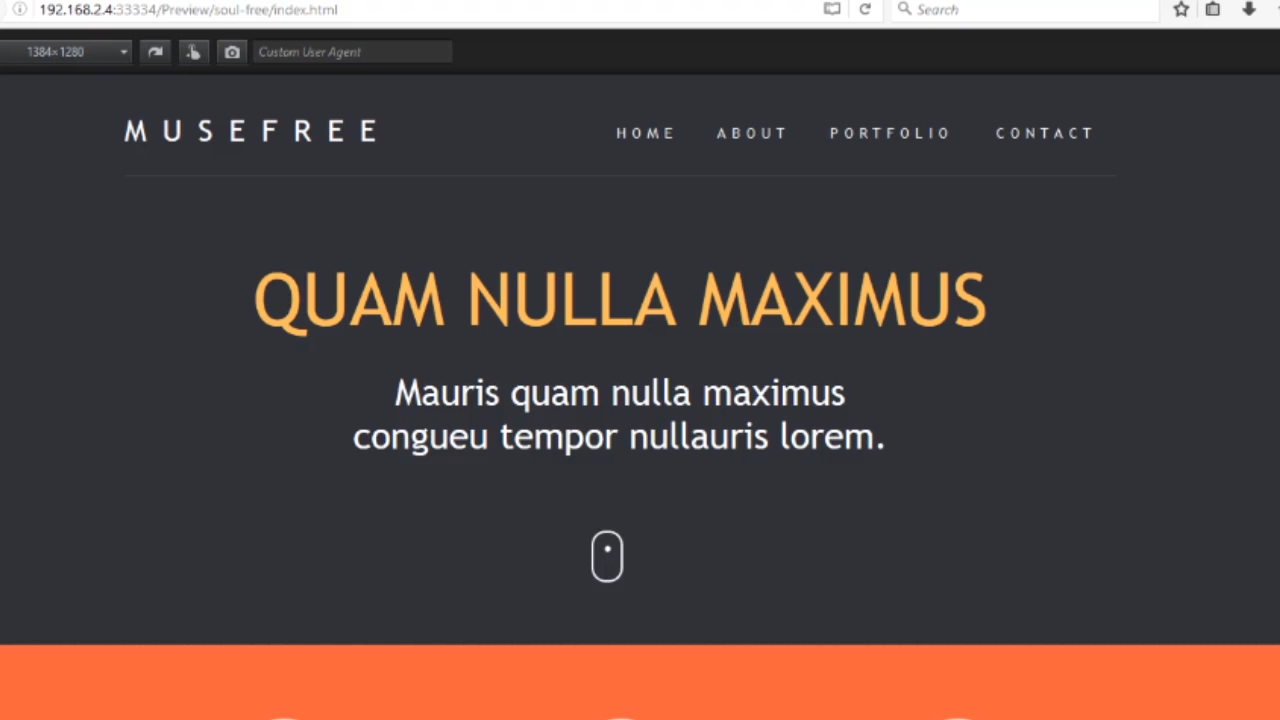 192.168.2.4:33334/Preview/soul-free/index.html
Search
1384×1280
Custom User Agent
MUSEFREE
HOME ABOUT PORTFOLIO CONTACT
QUAM NULLA MAXIMUS
Mauris quam nulla maximus
congueu tempor nullauris lorem.